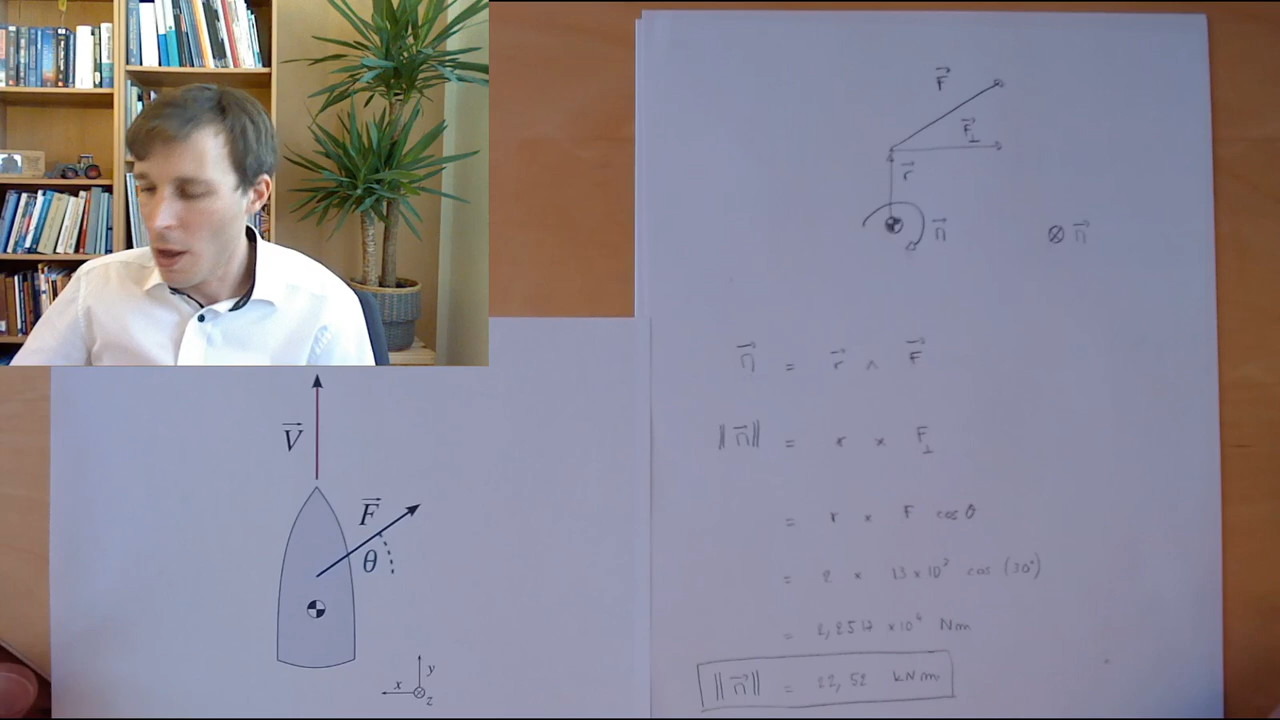 F⃗
F⃗⊥
r⃗
M⃗ ⊗ M⃗
M⃗ = r⃗ ∧ F⃗
||M⃗|| = r × F⊥
= r × F cos θ
= 2 × 13 × 10³ cos (30°)
= 2,2517 × 10⁴ Nm
||M⃗|| = 22,52 kNm
V⃗
F⃗
θ
y
x
z